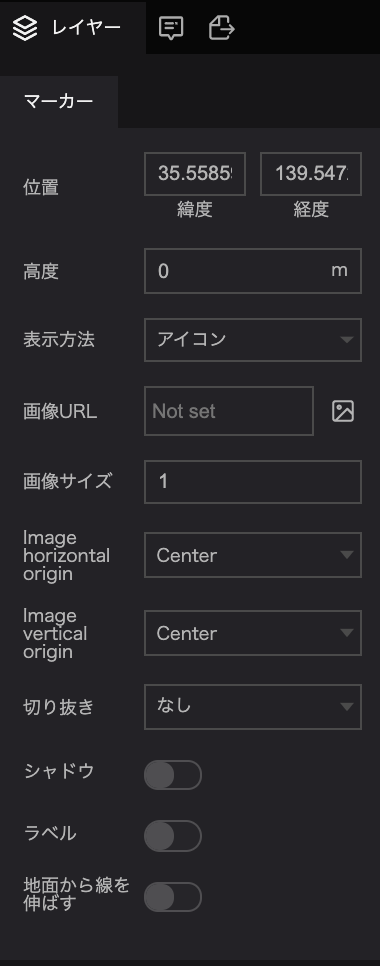 レイヤー
マーカー
位置
35.5585
139.547
緯度
経度
高度
0
m
表示方法
アイコン
画像URL
Not set
画像サイズ
1
Image
horizontal
origin
Center
Image
vertical
origin
Center
切り抜き
なし
シャドウ
ラベル
地面から線を
伸ばす